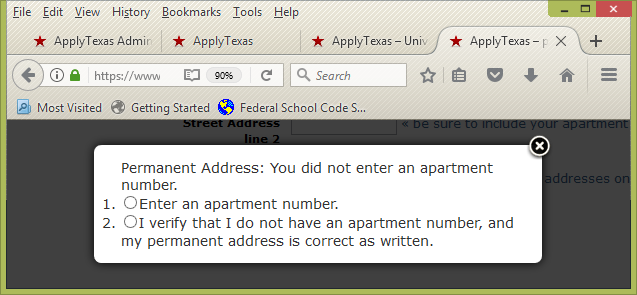 File Edit View History Bookmarks Tools Help
ApplyTexas Admin ApplyTexas ApplyTexas – Univ ApplyTexas – p
https://www 90% Search
Most Visited Getting Started Federal School Code S...
Street Address « be sure to include your apartment
line 2
addresses on
Permanent Address: You did not enter an apartment
number.
1. Enter an apartment number.
2. I verify that I do not have an apartment number, and
my permanent address is correct as written.